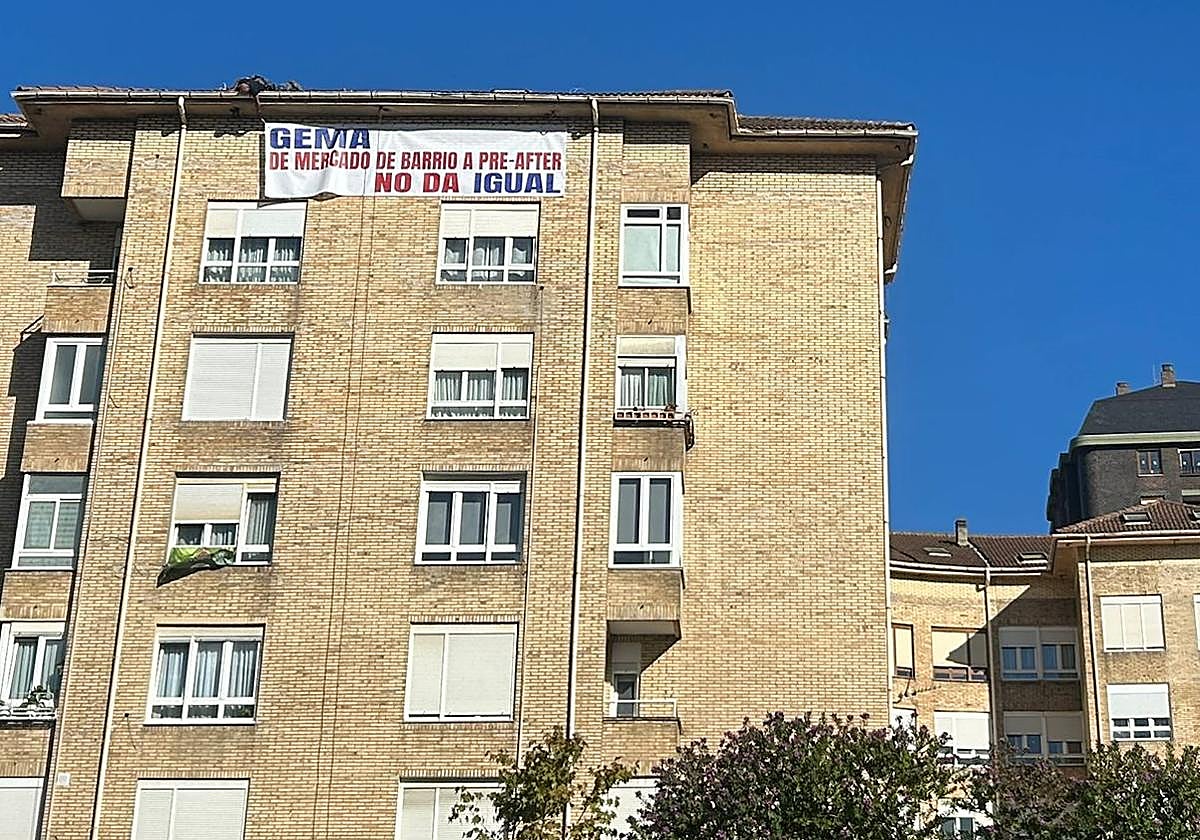 GEMA
DE MERCADO DE BARRIO A PRE-AFTER
NO DA IGUAL